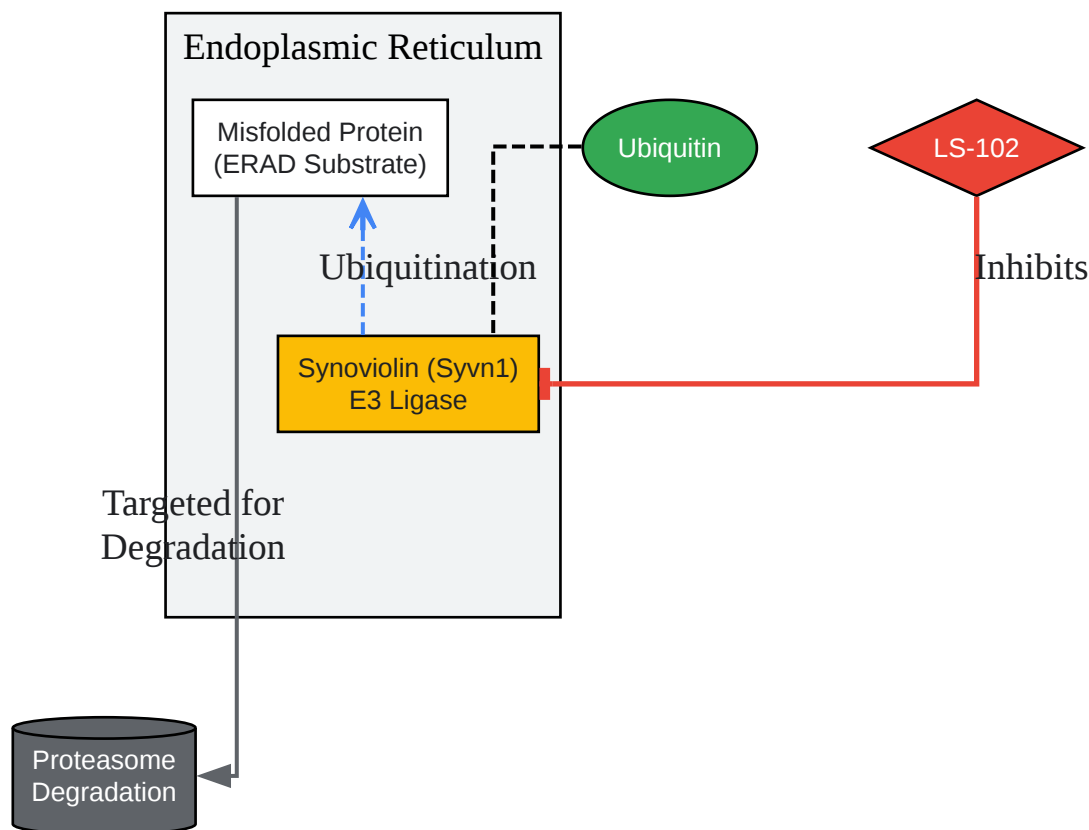 Endoplasmic Reticulum
Misfolded Protein
(ERAD Substrate)
Ubiquitin
LS-102
Ubiquitination
Inhibits
Synoviolin (Syvn1)
E3 Ligase
Targeted for
Degradation
Proteasome
Degradation